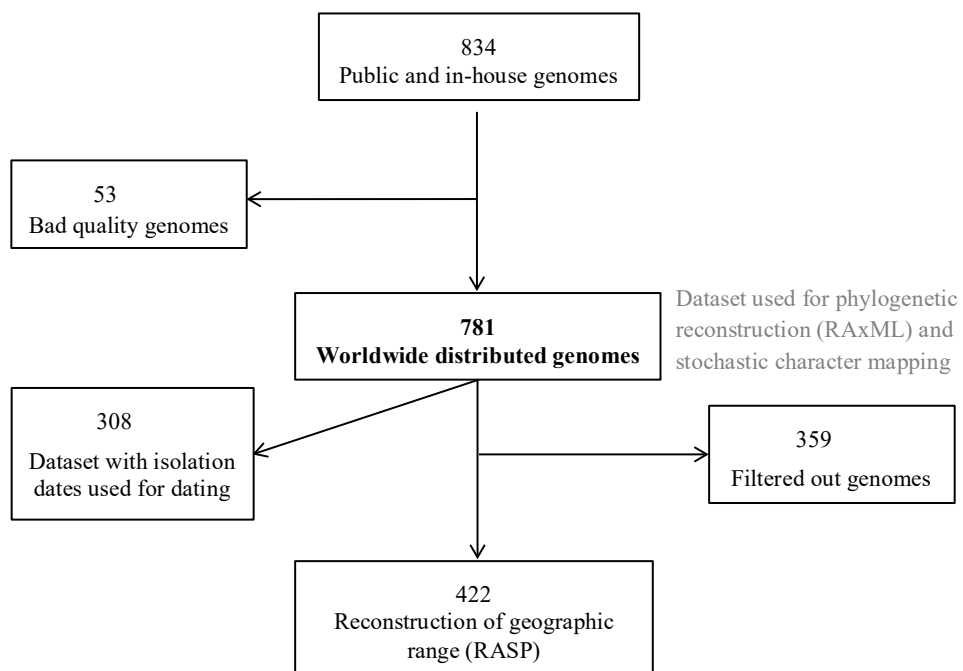 834
Public and in-house genomes
53
Bad quality genomes
781
Worldwide distributed genomes
Dataset used for phylogenetic
reconstruction (RAxML) and
stochastic character mapping
308
Dataset with isolation
dates used for dating
359
Filtered out genomes
422
Reconstruction of geographic
range (RASP)